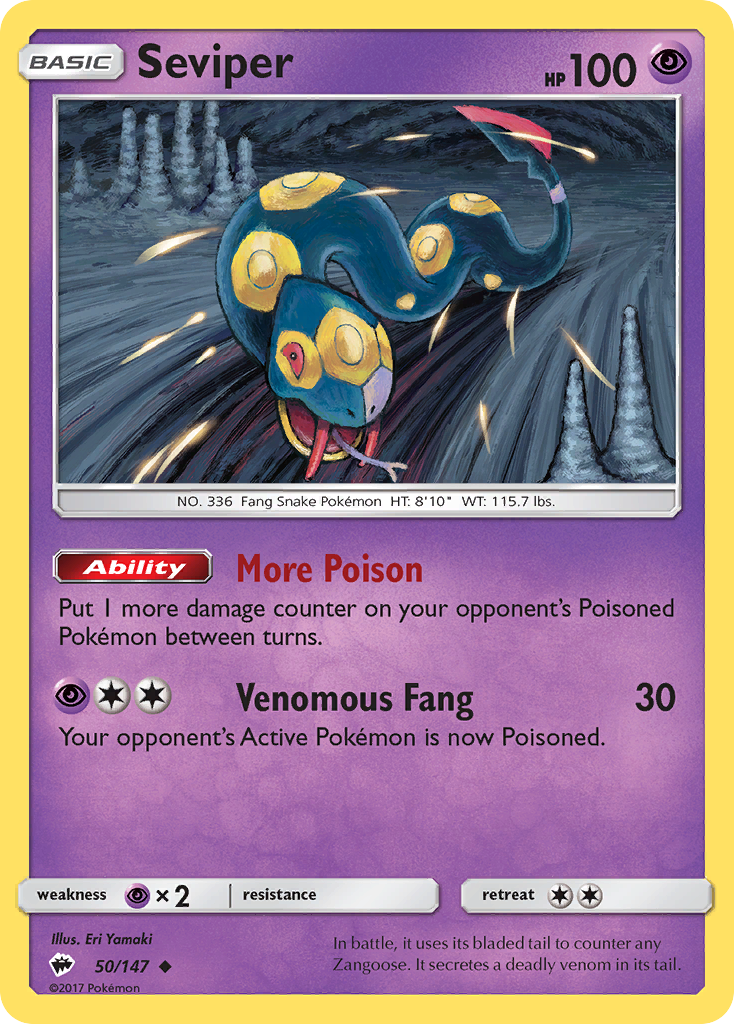 BASIC
Seviper
HP 100
NO. 336 Fang Snake Pokémon HT: 8'10" WT: 115.7 lbs.
Ability More Poison
Put 1 more damage counter on your opponent's Poisoned
Pokémon between turns.
Venomous Fang 30
Your opponent's Active Pokémon is now Poisoned.
weakness × 2 resistance retreat
Illus. Eri Yamaki
50/147
©2017 Pokémon
In battle, it uses its bladed tail to counter any
Zangoose. It secretes a deadly venom in its tail.